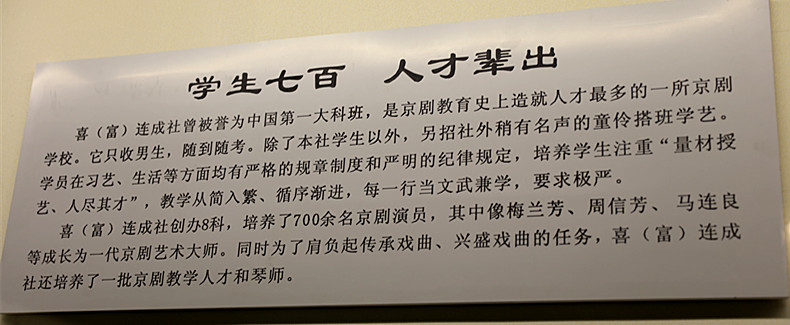 学生七百 人才辈出
喜（富）连成社曾被誉为中国第一大科班，是京剧教育史上造就人才最多的一所京剧
学校。它只收男生，随到随考。除了本社学生以外，另招社外稍有名声的童伶搭班学艺。
学员在习艺、生活等方面均有严格的规章制度和严明的纪律规定，培养学生注重“量材授
艺、人尽其才”，教学从简入繁、循序渐进，每一行当文武兼学，要求极严。
喜（富）连成社创办8科，培养了700余名京剧演员，其中像梅兰芳、周信芳、马连良
等成长为一代京剧艺术大师。同时为了肩负起传承戏曲、兴盛戏曲的任务，喜（富）连成
社还培养了一批京剧教学人才和琴师。